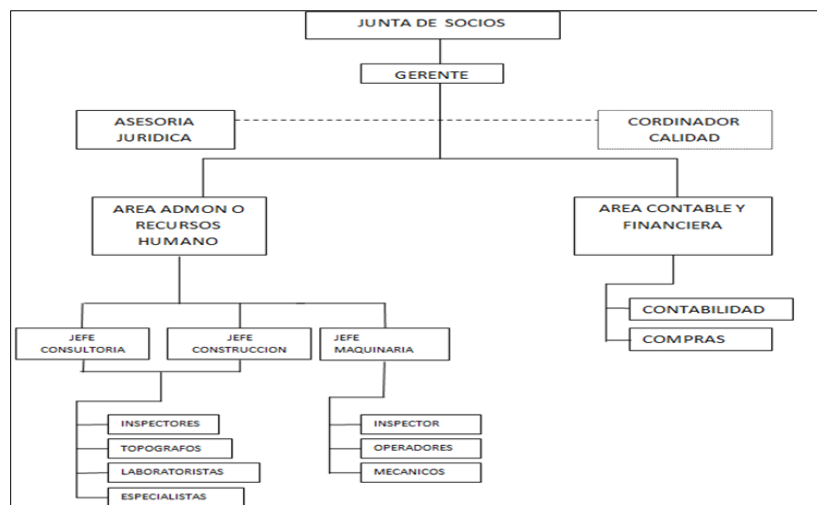 JUNTA DE SOCIOS
GERENTE
ASESORIA
JURIDICA
CORDINADOR
CALIDAD
AREA ADMON O
RECURSOS
HUMANO
AREA CONTABLE Y
FINANCIERA
CONTABILIDAD
COMPRAS
JEFE
CONSULTORIA
JEFE
CONSTRUCCION
JEFE
MAQUINARIA
INSPECTORES
TOPOGRAFOS
LABORATORISTAS
ESPECIALISTAS
INSPECTOR
OPERADORES
MECANICOS